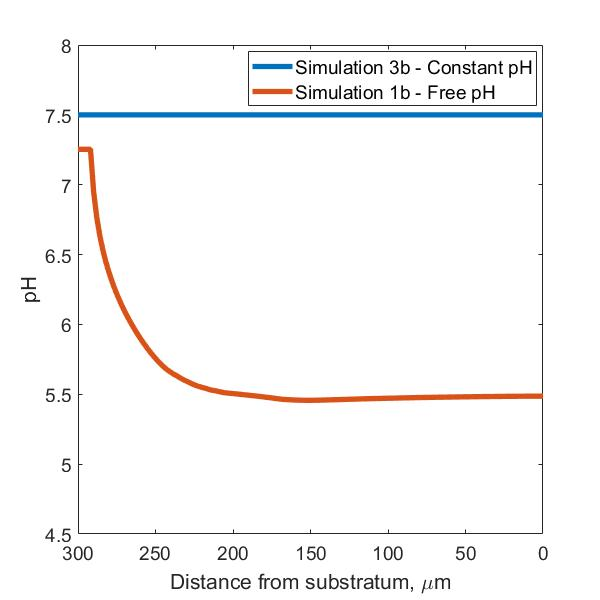 8
Simulation 3b - Constant pH
Simulation 1b - Free pH
7.5
7
6.5
6
5.5
5
4.5
pH
300 250 200 150 100 50 0
Distance from substratum, μm